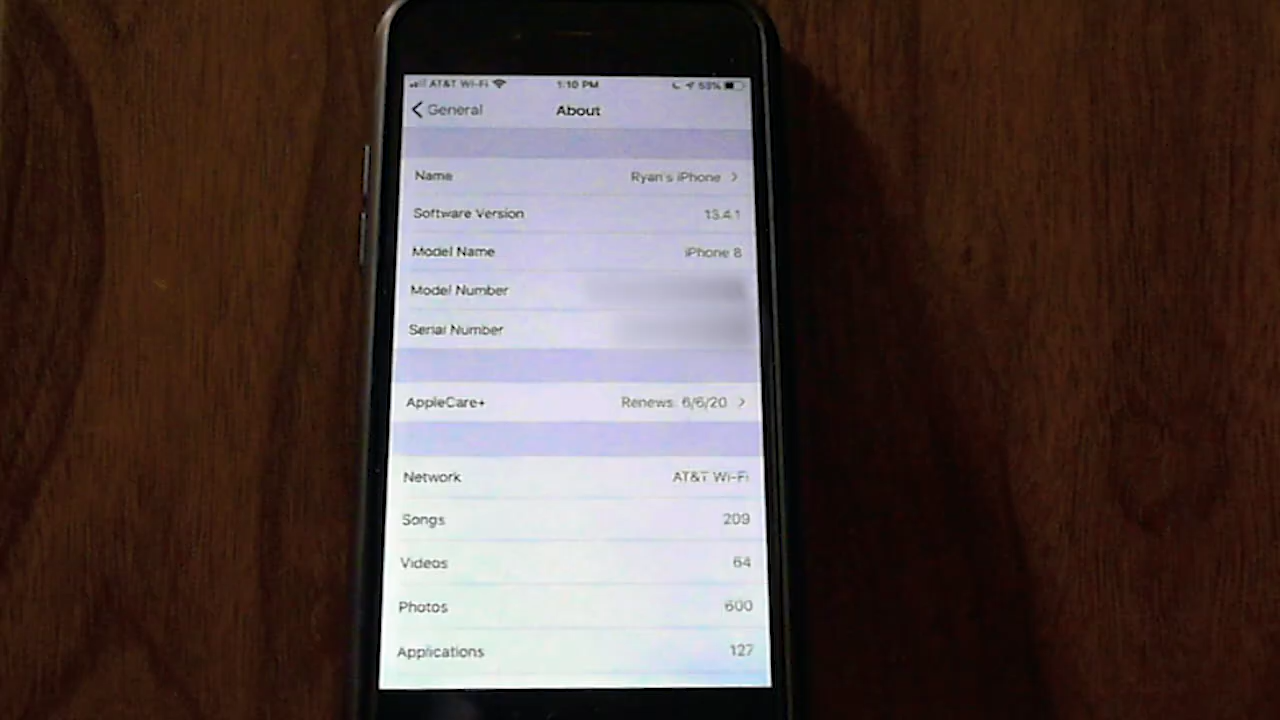 AT&T Wi-Fi 1:10 PM 53%
General About
Name Ryan's iPhone
Software Version 13.4.1
Model Name iPhone 8
Model Number
Serial Number
AppleCare+ Renews: 6/6/20
Network AT&T Wi-Fi
Songs 209
Videos 64
Photos 600
Applications 127